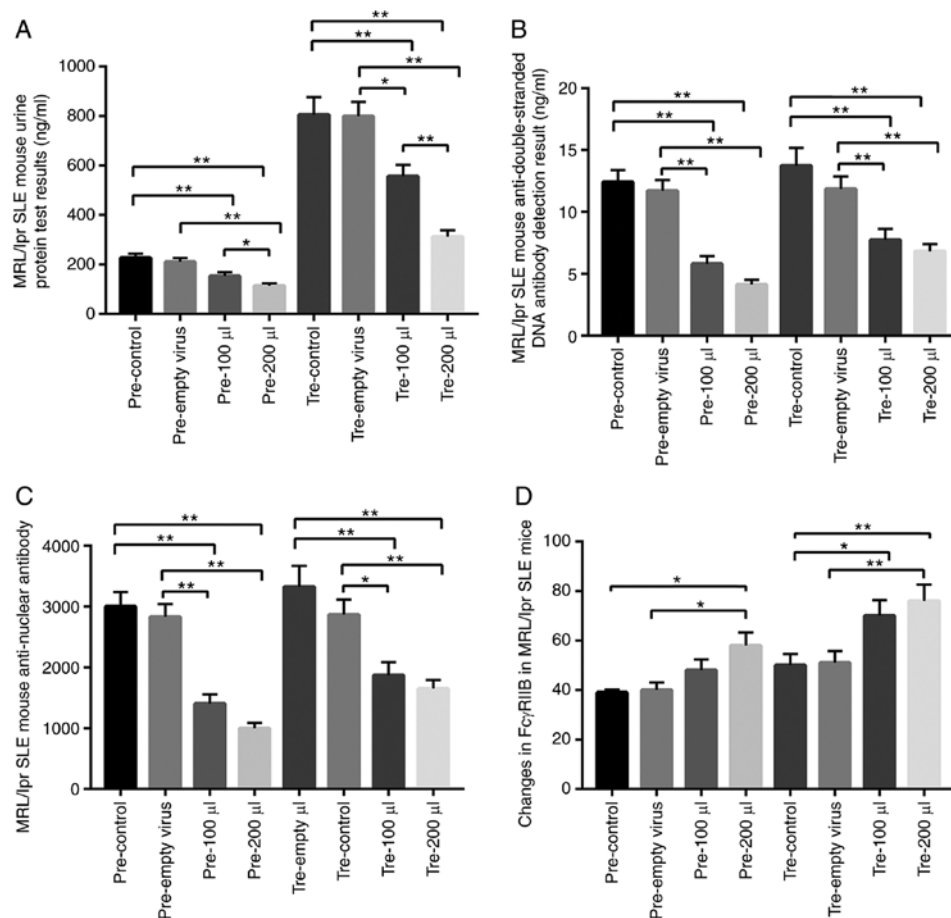 A
MRL/lpr SLE mouse urine
protein test results (ng/ml)
1000
800
600
400
200
0
**
**
**
*
**
**
**
**
*
**
Pre-control
Pre-empty virus
Pre-100 µl
Pre-200 µl
Tre-control
Tre-empty virus
Tre-100 µl
Tre-200 µl
B
MRL/lpr SLE mouse anti-double-stranded
DNA antibody detection result (ng/ml)
20
15
10
5
0
**
**
**
**
**
**
**
**
Pre-control
Pre-empty virus
Pre-100 µl
Pre-200 µl
Tre-control
Tre-empty virus
Tre-100 µl
Tre-200 µl
C
MRL/lpr SLE mouse anti-nuclear antibody
4000
3000
2000
1000
0
**
**
**
**
**
**
**
*
Pre-control
Pre-empty virus
Pre-100 µl
Pre-200 µl
Tre-empty µl
Tre-control
Tre-100 µl
Tre-200 µl
D
Changes in FcγRIIB in MRL/lpr SLE mice
100
80
60
40
20
0
*
*
**
*
**
Pre-control
Pre-empty virus
Pre-100 µl
Pre-200 µl
Tre-control
Tre-empty virus
Tre-100 µl
Tre-200 µl